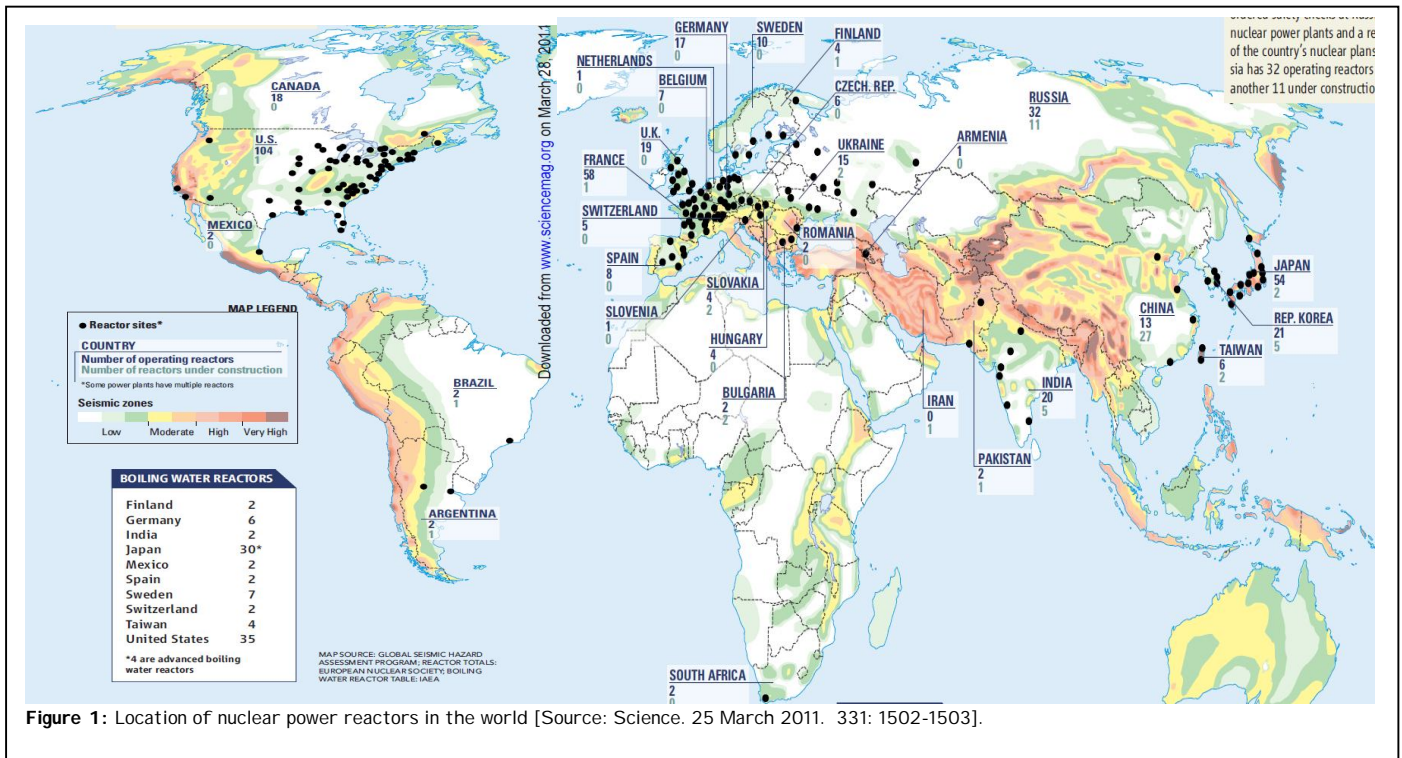 ordered safety checks at Russ
nuclear power plants and a re
of the country's nuclear plans
sia has 32 operating reactors
another 11 under constructio
GERMANY
17
0
SWEDEN
10
0
FINLAND
4
1
NETHERLANDS
1
0
BELGIUM
7
0
CZECH. REP.
6
0
CANADA
18
0
RUSSIA
32
11
U.S.
104
1
U.K.
19
0
UKRAINE
15
2
ARMENIA
1
0
FRANCE
58
1
SWITZERLAND
5
0
MEXICO
2
0
ROMANIA
2
0
SPAIN
8
0
SLOVAKIA
4
2
SLOVENIA
1
0
HUNGARY
4
0
BULGARIA
2
2
JAPAN
54
2
CHINA
13
27
REP. KOREA
21
5
TAIWAN
6
2
INDIA
20
5
IRAN
0
1
PAKISTAN
2
1
BRAZIL
2
1
ARGENTINA
2
1
SOUTH AFRICA
2
0
Downloaded from www.sciencemag.org on March 28, 2011
MAP LEGEND
Reactor sites*
COUNTRY
Number of operating reactors
Number of reactors under construction
*Some power plants have multiple reactors
Seismic zones
Low Moderate High Very High
BOILING WATER REACTORS
Finland 2
Germany 6
India 2
Japan 30*
Mexico 2
Spain 2
Sweden 7
Switzerland 2
Taiwan 4
United States 35
*4 are advanced boiling
water reactors
MAP SOURCE: GLOBAL SEISMIC HAZARD
ASSESSMENT PROGRAM; REACTOR TOTALS:
EUROPEAN NUCLEAR SOCIETY; BOILING
WATER REACTOR TABLE: IAEA
Figure 1: Location of nuclear power reactors in the world [Source: Science. 25 March 2011. 331: 1502-1503].